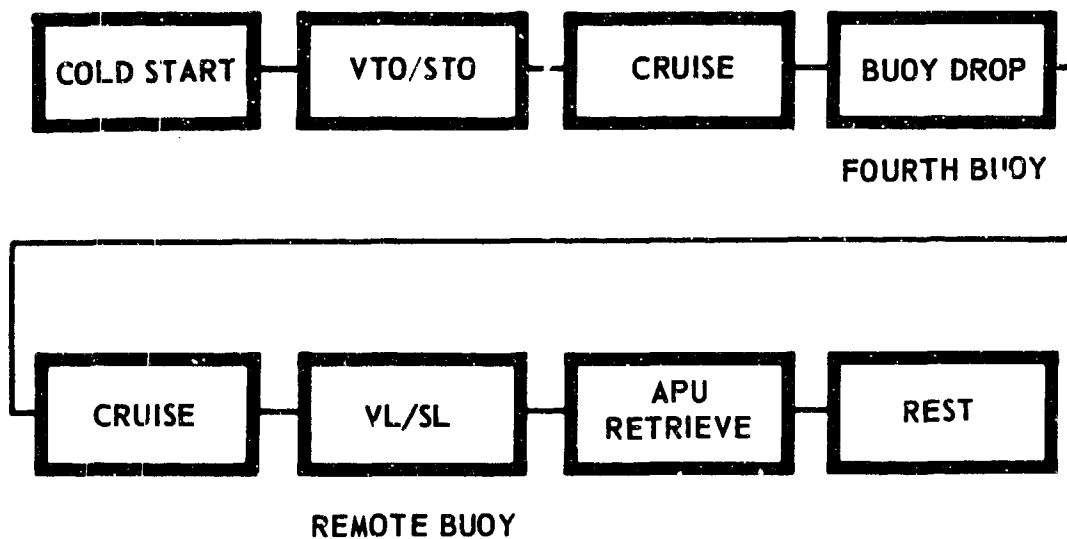 COLD START
VTO/STO
CRUISE
BUOY DROP
FOURTH BUOY
CRUISE
VL/SL
APU
RETRIEVE
REST
REMOTE BUOY